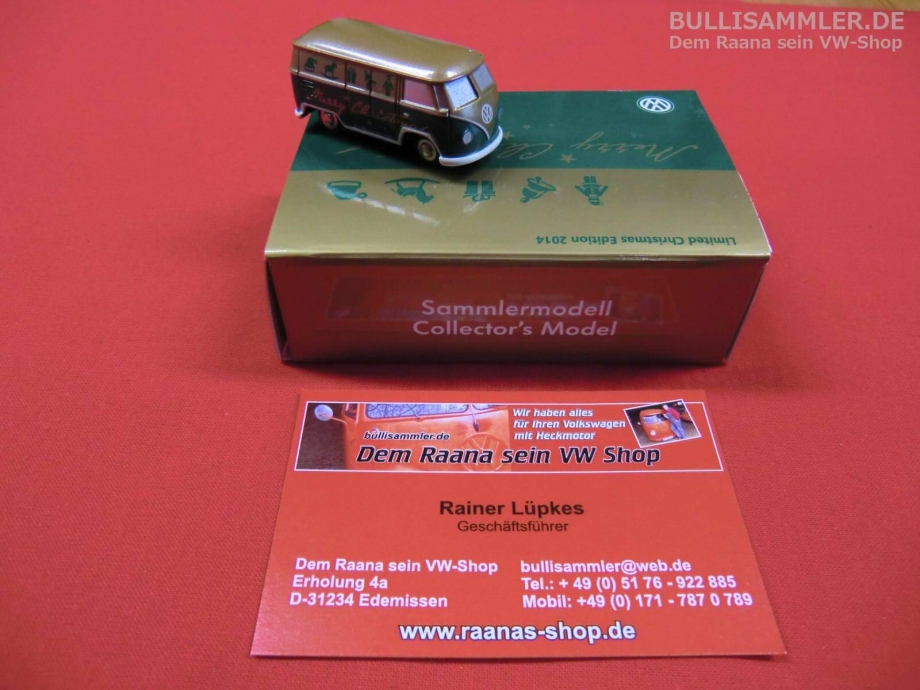 BULLISAMMLER.DE
Dem Raana sein VW-Shop
Merry
Merry
Limited Christmas Edition 2014
Sammlermodell
Collector's Model
Wir haben alles
für Ihren Volkswagen
mit Heckmotor
bullisammler.de
Dem Raana sein VW Shop
Rainer Lüpkes
Geschäftsführer
Dem Raana sein VW-Shop
Erholung 4a
D-31234 Edemissen
bullisammler@web.de
Tel.: + 49 (0) 51 76 - 922 885
Mobil: +49 (0) 171 - 787 0 789
www.raanas-shop.de